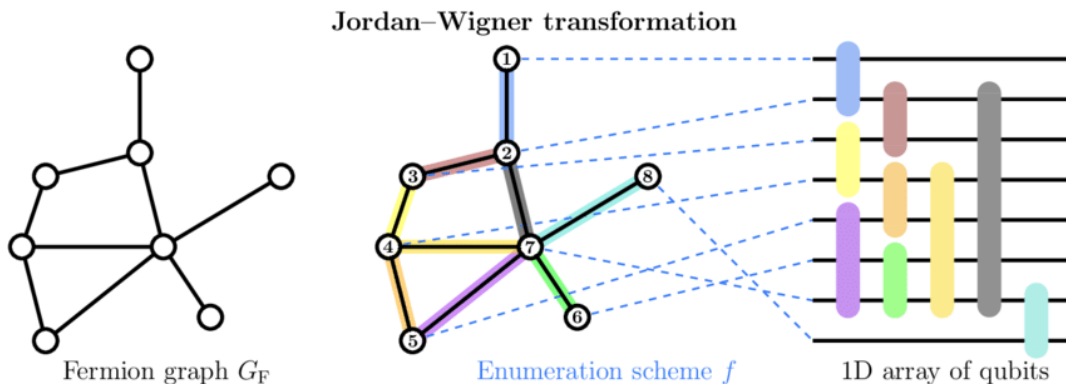 Jordan–Wigner transformation
1
2
3
8
4
7
6
5
Fermion graph G_F
Enumeration scheme f
1D array of qubits